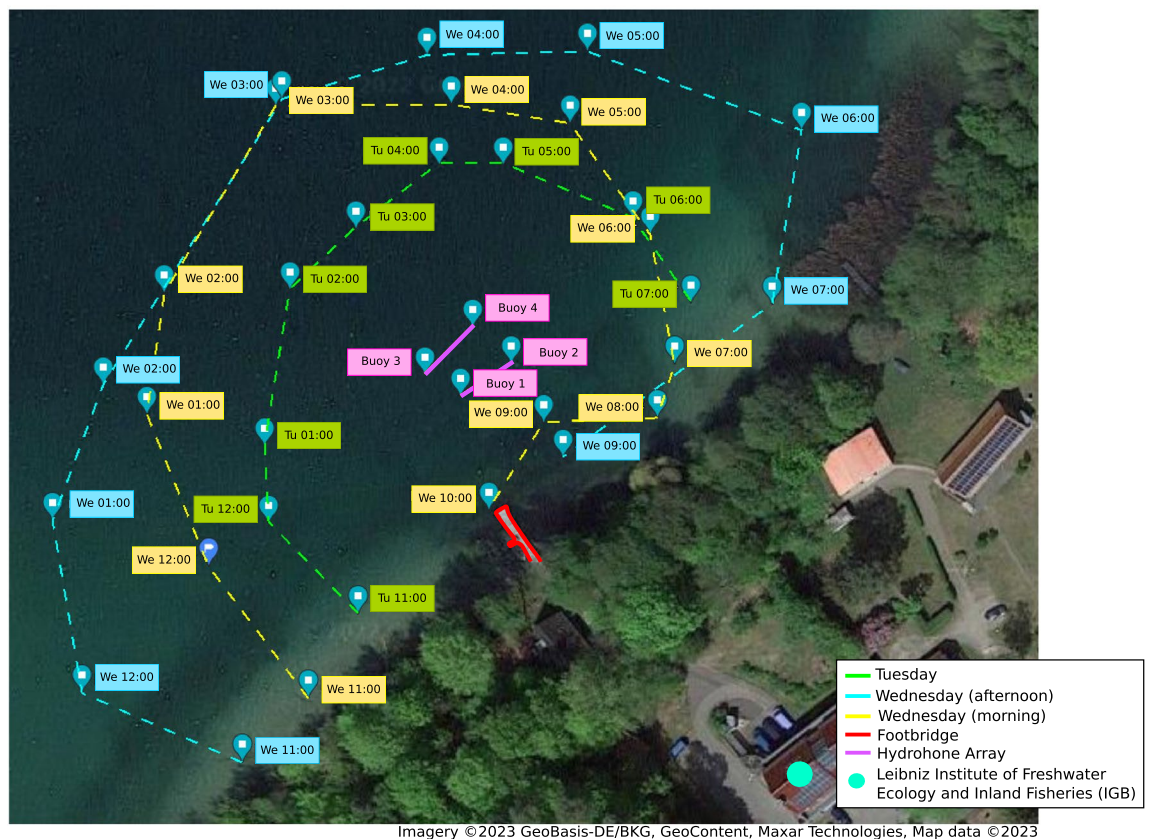 We 04:00
We 05:00
We 03:00
We 03:00
We 04:00
We 05:00
We 06:00
Tu 04:00
Tu 05:00
Tu 06:00
Tu 03:00
We 06:00
We 02:00
Tu 02:00
Tu 07:00
We 07:00
Buoy 4
Buoy 3
Buoy 2
We 07:00
We 02:00
Buoy 1
We 01:00
We 09:00
We 08:00
Tu 01:00
We 09:00
We 01:00
We 10:00
Tu 12:00
We 12:00
Tu 11:00
We 12:00
We 11:00
We 11:00
Tuesday
Wednesday (afternoon)
Wednesday (morning)
Footbridge
Hydrohone Array
Leibniz Institute of Freshwater
Ecology and Inland Fisheries (IGB)
Imagery ©2023 GeoBasis-DE/BKG, GeoContent, Maxar Technologies, Map data ©2023